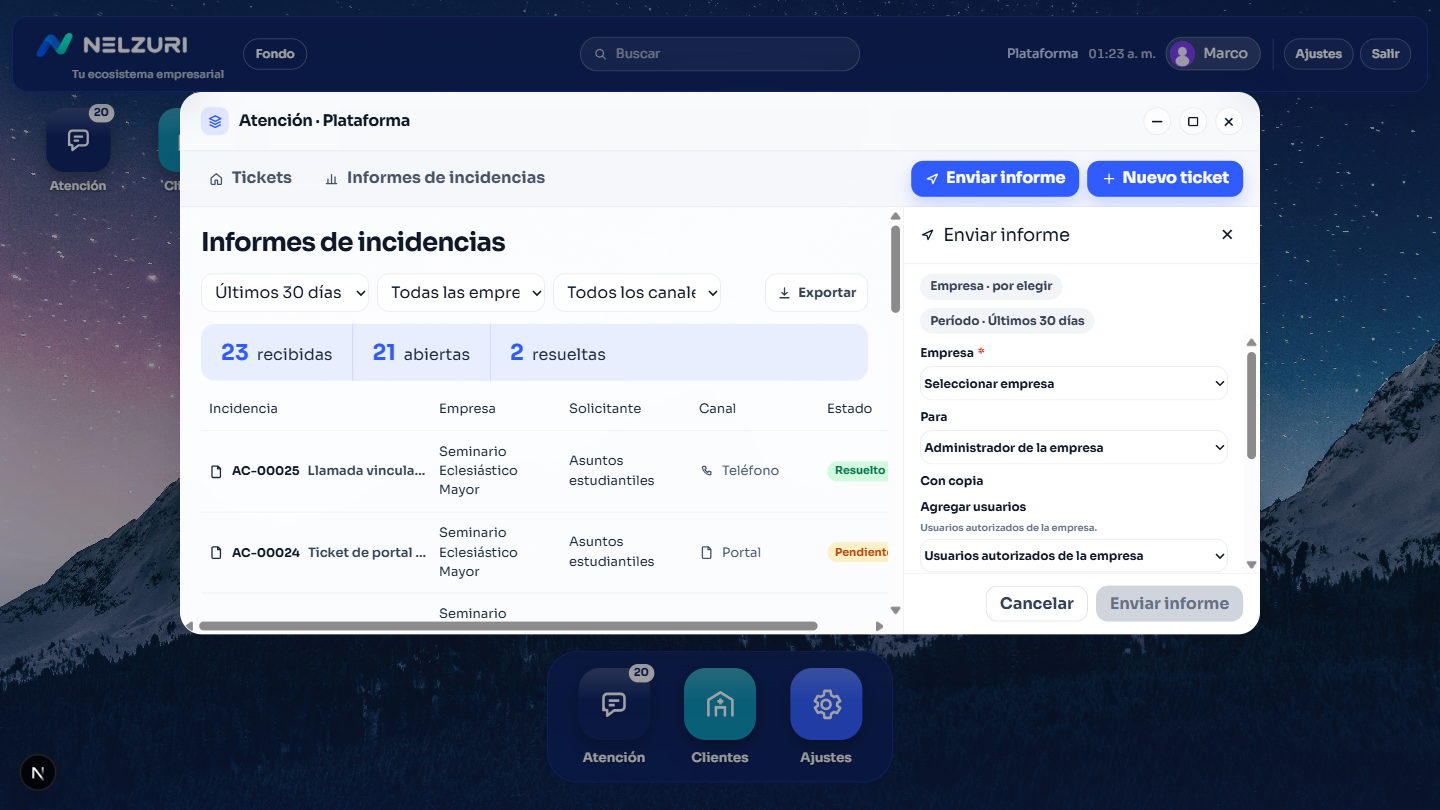 NELZURI
Tu ecosistema empresarial
Fondo
Buscar
Plataforma
01:23 a. m.
Marco
Ajustes
Salir
20
Atención
Atención · Plataforma
Tickets
Informes de incidencias
Enviar informe
Nuevo ticket
Informes de incidencias
Últimos 30 días
Todas las empre
Todos los canale
Exportar
23 recibidas
21 abiertas
2 resueltas
Incidencia
Empresa
Solicitante
Canal
Estado
AC-00025 Llamada vincula...
Seminario
Eclesiástico
Mayor
Asuntos
estudiantiles
Teléfono
Resuelto
AC-00024 Ticket de portal ...
Seminario
Eclesiástico
Mayor
Asuntos
estudiantiles
Portal
Pendiente
Seminario
Enviar informe
Empresa · por elegir
Período · Últimos 30 días
Empresa *
Seleccionar empresa
Para
Administrador de la empresa
Con copia
Agregar usuarios
Usuarios autorizados de la empresa.
Usuarios autorizados de la empresa
Cancelar
Enviar informe
20
Atención
Clientes
Ajustes
N